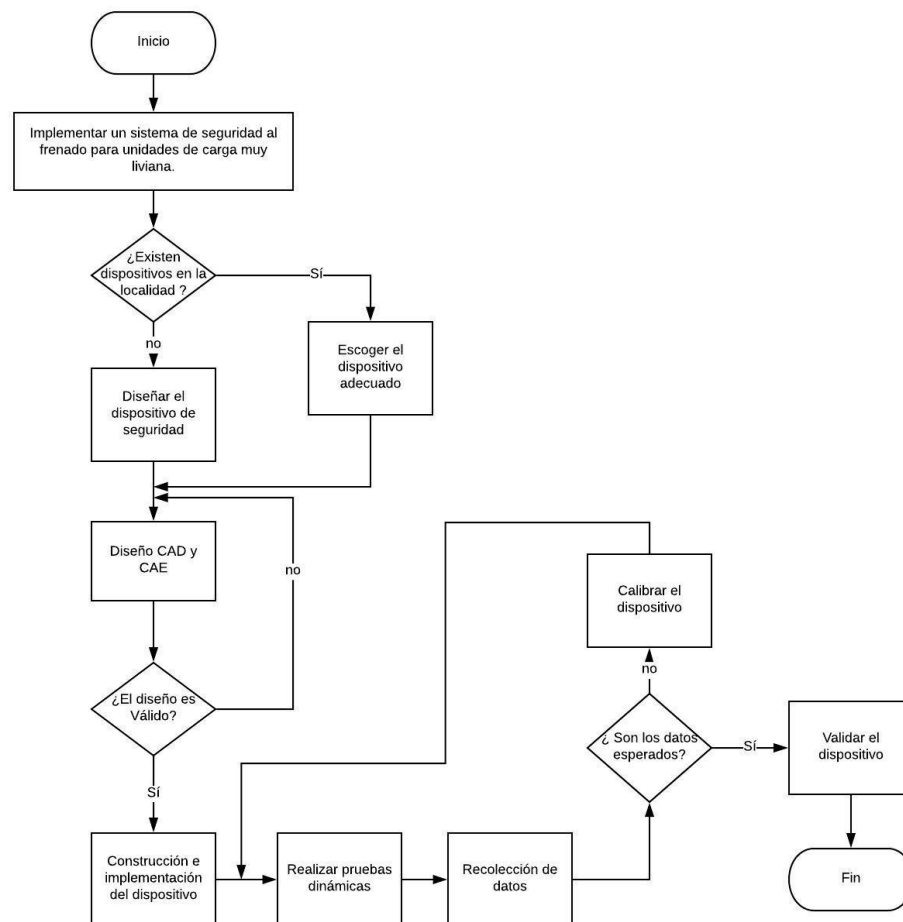 Inicio
Implementar un sistema de seguridad al
frenado para unidades de carga muy
liviana.
¿Existen
dispositivos en la
localidad ?
Sí
no
Escoger el
dispositivo
adecuado
Diseñar el
dispositivo de
seguridad
Diseño CAD y
CAE
no
¿El diseño es
Válido?
Sí
Construcción e
implementación
del dispositivo
Realizar pruebas
dinámicas
Recolección de
datos
¿ Son los datos
esperados?
no
Calibrar el
dispositivo
Sí
Validar el
dispositivo
Fin